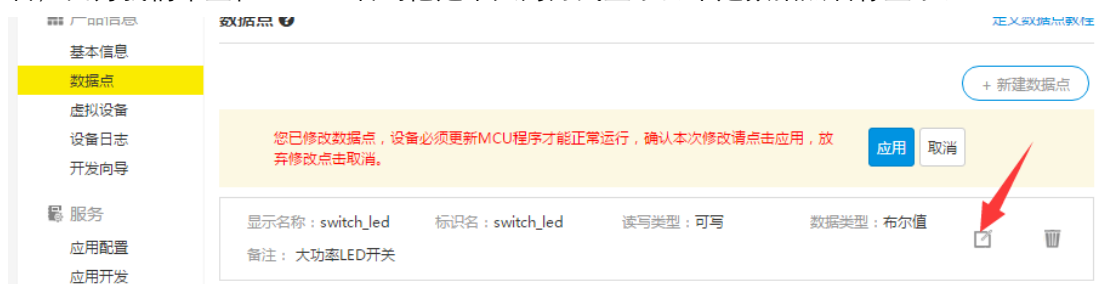 产品信息
数据点
定义数据点教程
基本信息
数据点
+ 新建数据点
虚拟设备
设备日志
您已修改数据点，设备必须更新MCU程序才能正常运行，确认本次修改请点击应用，放
弃修改点击取消。
应用
取消
开发向导
服务
显示名称：switch_led 标识名：switch_led 读写类型：可写 数据类型：布尔值
应用配置
备注： 大功率LED开关
应用开发